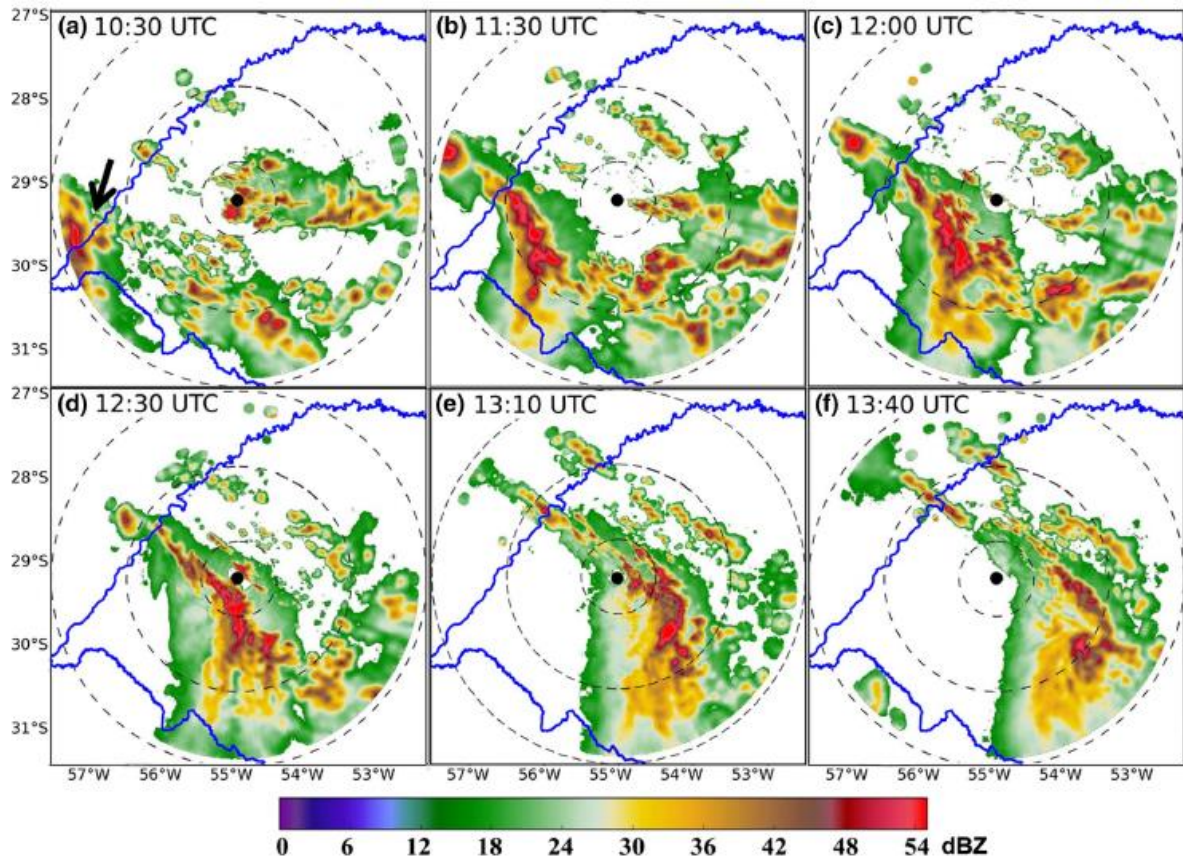 (a) 10:30 UTC
(b) 11:30 UTC
(c) 12:00 UTC
27°S
28°S
29°S
30°S
31°S
(d) 12:30 UTC
(e) 13:10 UTC
(f) 13:40 UTC
27°S
28°S
29°S
30°S
31°S
57°W 56°W 55°W 54°W 53°W
57°W 56°W 55°W 54°W 53°W
57°W 56°W 55°W 54°W 53°W
0 6 12 18 24 30 36 42 48 54 dBZ